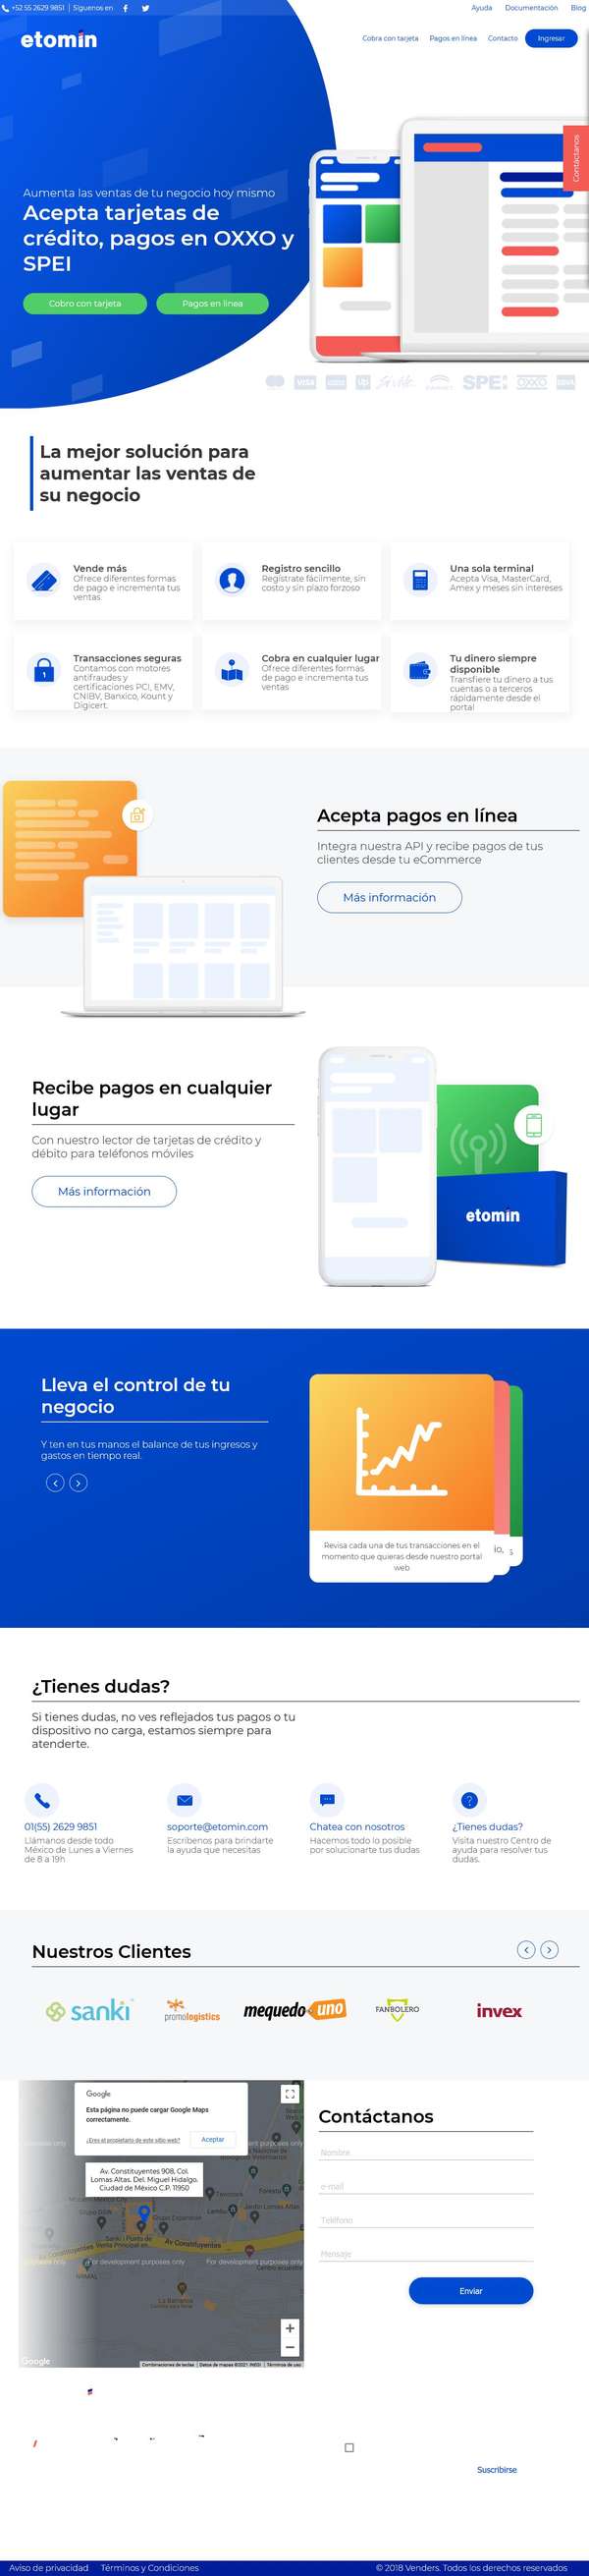 +52 55 2629 9851 | Síguenos en
Ayuda Documentación Blog
etomin
Cobra con tarjeta Pagos en línea Contacto Ingresar
Contáctanos
Aumenta las ventas de tu negocio hoy mismo
Acepta tarjetas de
crédito, pagos en OXXO y
SPEI
Cobro con tarjeta Pagos en línea
VISA SPEI OXXO
La mejor solución para
aumentar las ventas de
su negocio
Vende más
Ofrece diferentes formas
de pago e incrementa tus
ventas
Registro sencillo
Regístrate fácilmente, sin
costo y sin plazo forzoso
Una sola terminal
Acepta Visa, MasterCard,
Amex y meses sin intereses
Transacciones seguras
Contamos con motores
antifraudes y
certificaciones PCI, EMV,
CNIBV, Banxico, Kount y
Digicert.
Cobra en cualquier lugar
Ofrece diferentes formas
de pago e incrementa tus
ventas
Tu dinero siempre
disponible
Transfiere tu dinero a tus
cuentas o a terceros
rápidamente desde el
portal
Acepta pagos en línea
Integra nuestra API y recibe pagos de tus
clientes desde tu eCommerce
Más información
Recibe pagos en cualquier
lugar
Con nuestro lector de tarjetas de crédito y
débito para teléfonos móviles
Más información
etomin
Lleva el control de tu
negocio
Y ten en tus manos el balance de tus ingresos y
gastos en tiempo real.
Revisa cada una de tus transacciones en el
momento que quieras desde nuestro portal
web
io,
s
¿Tienes dudas?
Si tienes dudas, no ves reflejados tus pagos o tu
dispositivo no carga, estamos siempre para
atenderte.
01(55) 2629 9851
Llámanos desde todo
México de Lunes a Viernes
de 8 a 19h
soporte@etomin.com
Escríbenos para brindarte
la ayuda que necesitas
Chatea con nosotros
Hacemos todo lo posible
por solucionarte tus dudas
¿Tienes dudas?
Visita nuestro Centro de
ayuda para resolver tus
dudas.
Nuestros Clientes
sanki
promologistics
mequedo uno
FANBOLERO
invex
Google
Esta página no puede cargar Google Maps
correctamente.
¿Eres el propietario de este sitio web? Aceptar
Av. Constituyentes 908, Col.
Lomas Altas. Del. Miguel Hidalgo.
Ciudad de México C.P. 11950
Av Constituyentes
For development purposes only For development purposes only
La Barranca
Google
Combinaciones de teclas Datos de mapas ©2021 INEGI Términos de uso
Contáctanos
Nombre
e-mail
Teléfono
Mensaje
Enviar
Suscribirse
Aviso de privacidad Términos y Condiciones
© 2018 Venders. Todos los derechos reservados